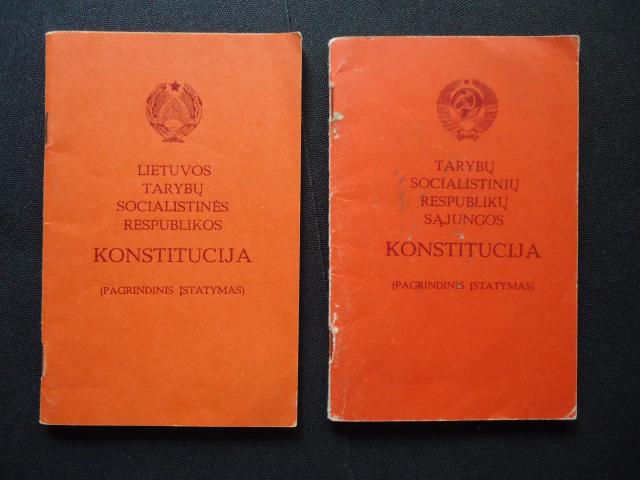 LIETUVOS
TARYBŲ
SOCIALISTINĖS
RESPUBLIKOS
KONSTITUCIJA
(PAGRINDINIS ĮSTATYMAS)
TARYBŲ
SOCIALISTINIŲ
RESPUBLIKŲ
SĄJUNGOS
KONSTITUCIJA
(PAGRINDINIS ĮSTATYMAS)